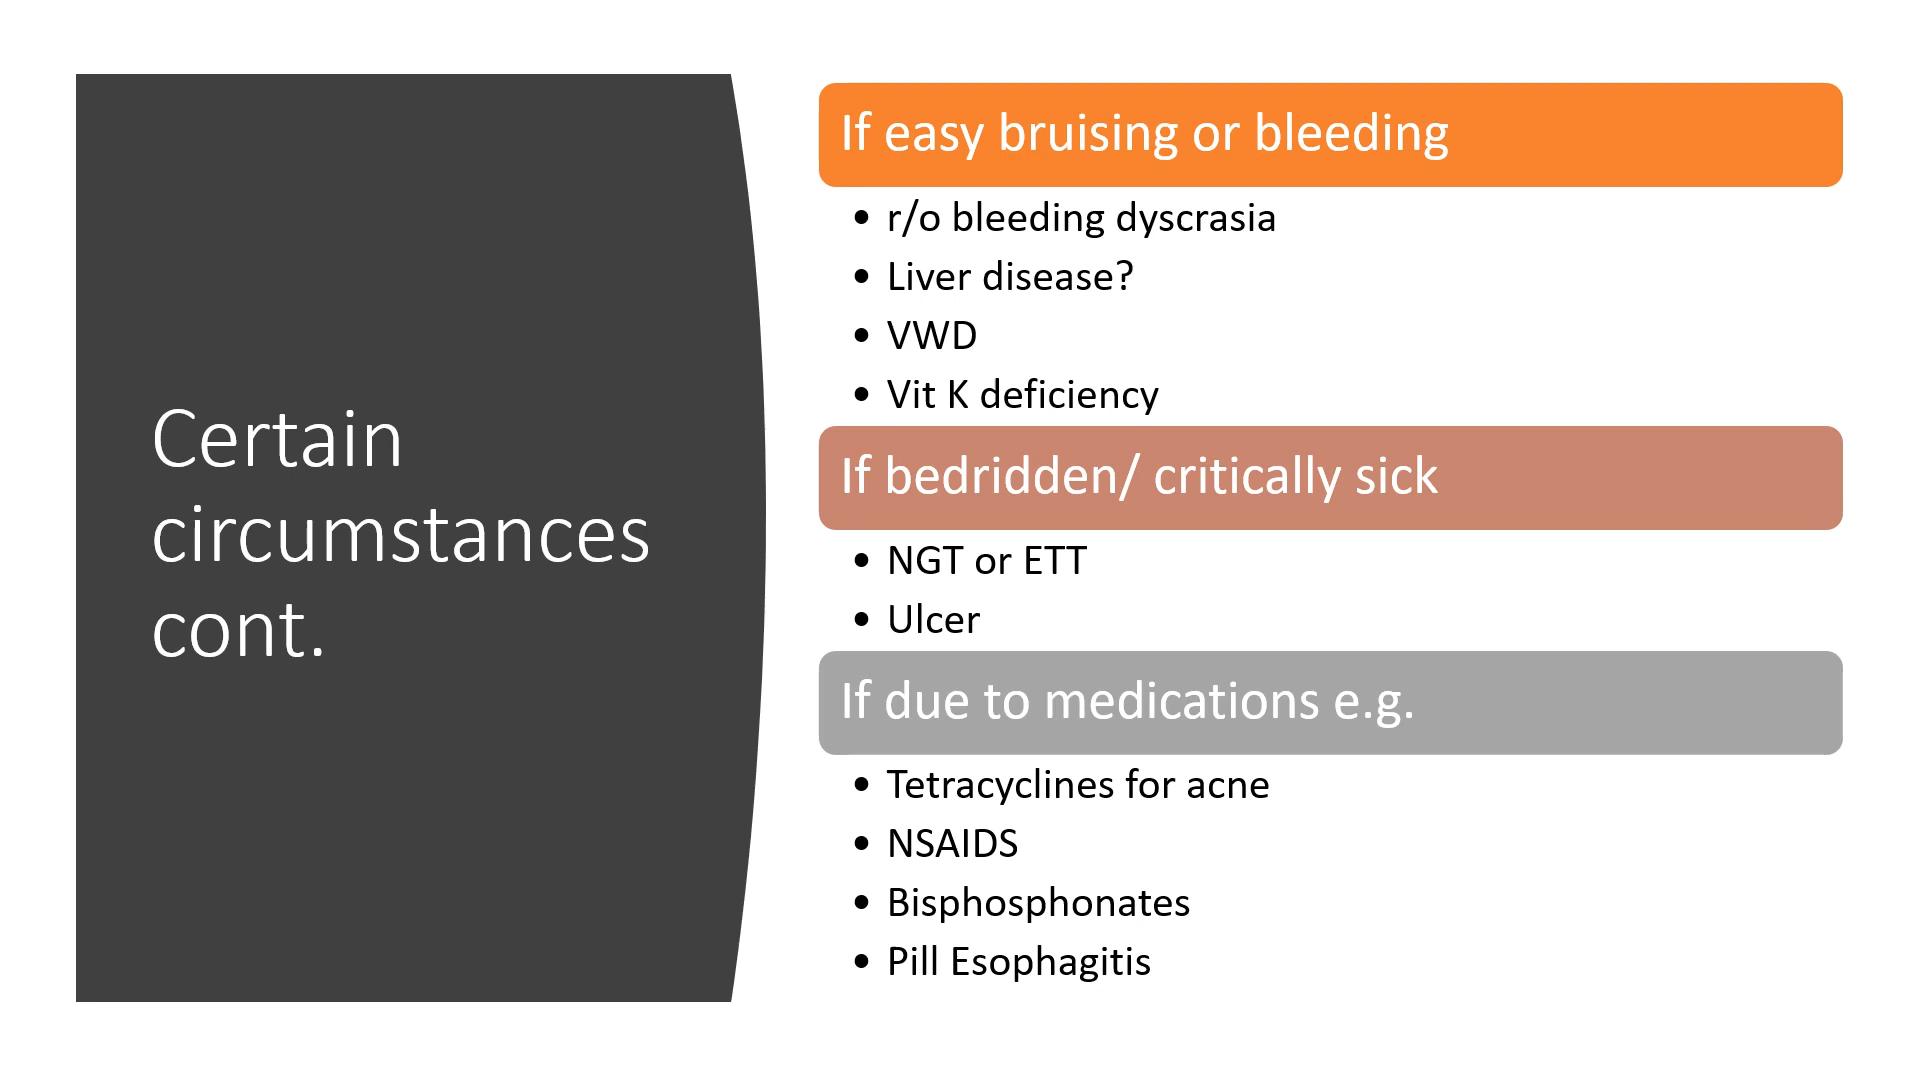 Certain
circumstances
cont.
If easy bruising or bleeding
• r/o bleeding dyscrasia
• Liver disease?
• VWD
• Vit K deficiency
If bedridden/ critically sick
• NGT or ETT
• Ulcer
If due to medications e.g.
• Tetracyclines for acne
• NSAIDS
• Bisphosphonates
• Pill Esophagitis